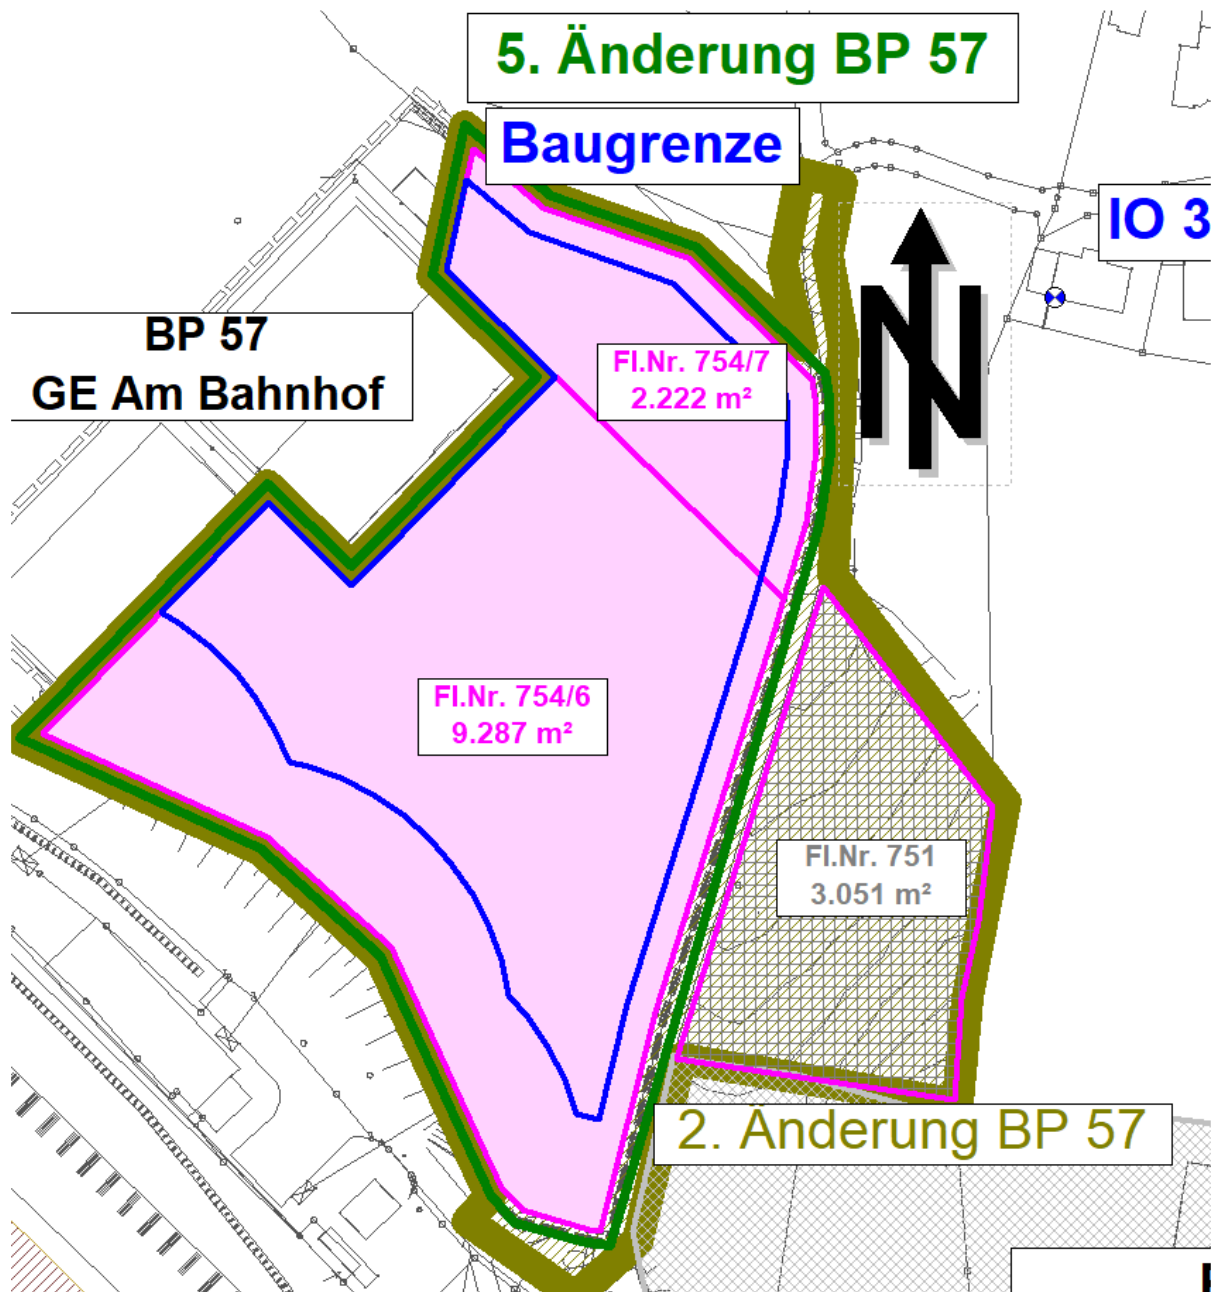 5. Änderung BP 57
Baugrenze
IO 3
N
BP 57
GE Am Bahnhof
Fl.Nr. 754/7
2.222 m²
Fl.Nr. 754/6
9.287 m²
Fl.Nr. 751
3.051 m²
2. Änderung BP 57